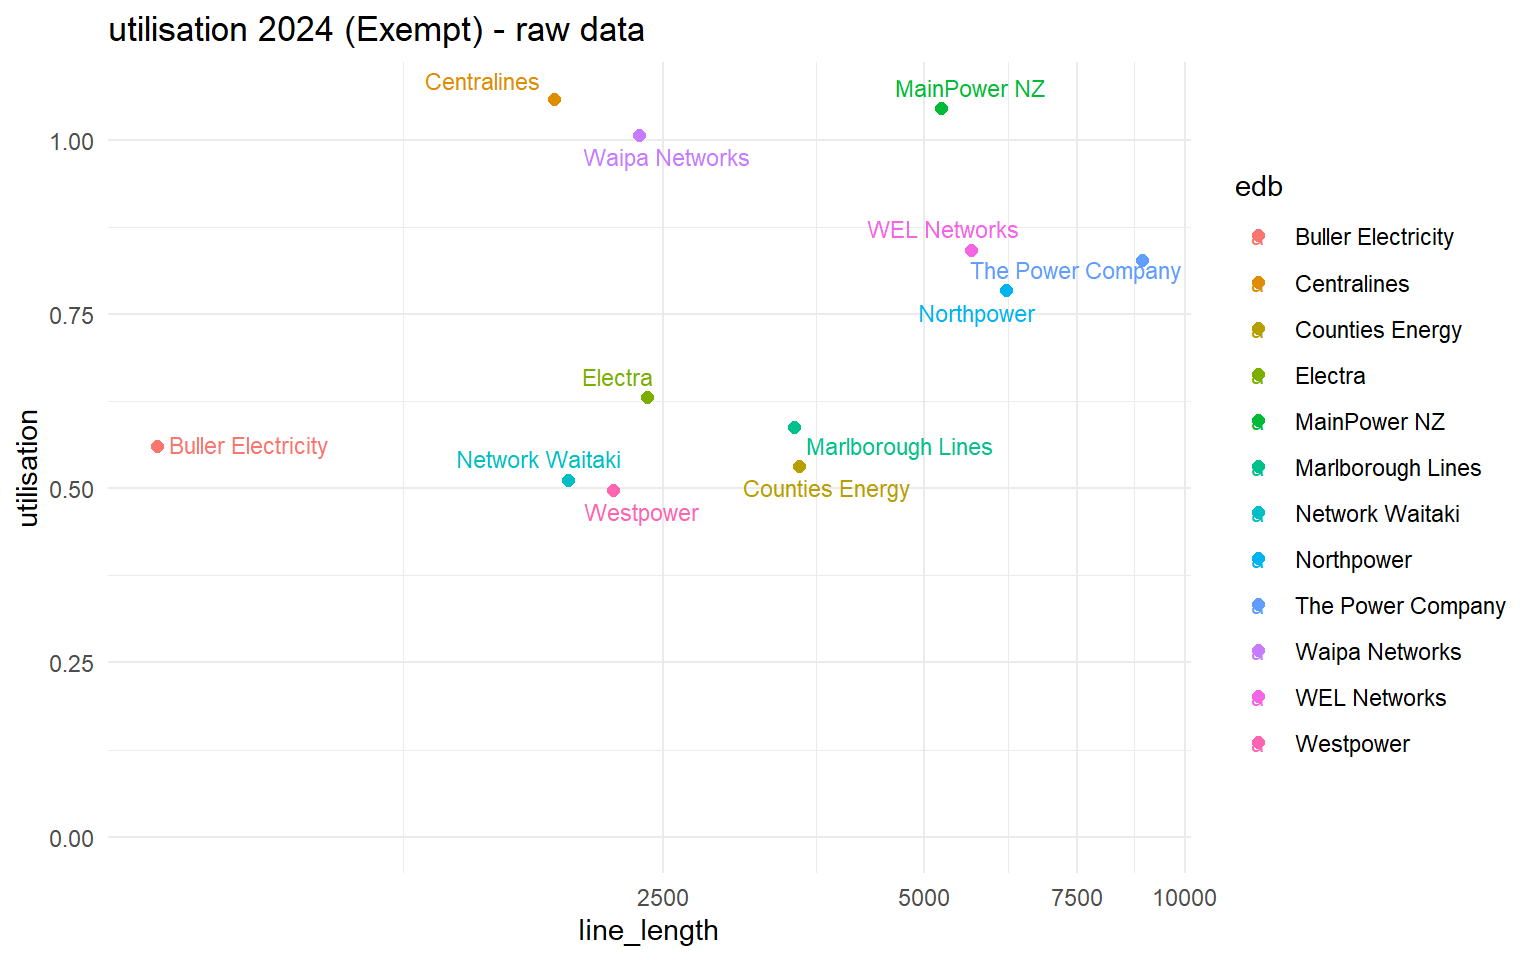 utilisation 2024 (Exempt) - raw data
Centralines
MainPower NZ
Waipa Networks
WEL Networks
The Power Company
Northpower
Electra
Buller Electricity
Marlborough Lines
Network Waitaki
Counties Energy
Westpower
1.00
0.75
0.50
0.25
0.00
utilisation
2500
5000
7500
10000
line_length
edb
a Buller Electricity
a Centralines
a Counties Energy
a Electra
a MainPower NZ
a Marlborough Lines
a Network Waitaki
a Northpower
a The Power Company
a Waipa Networks
a WEL Networks
a Westpower